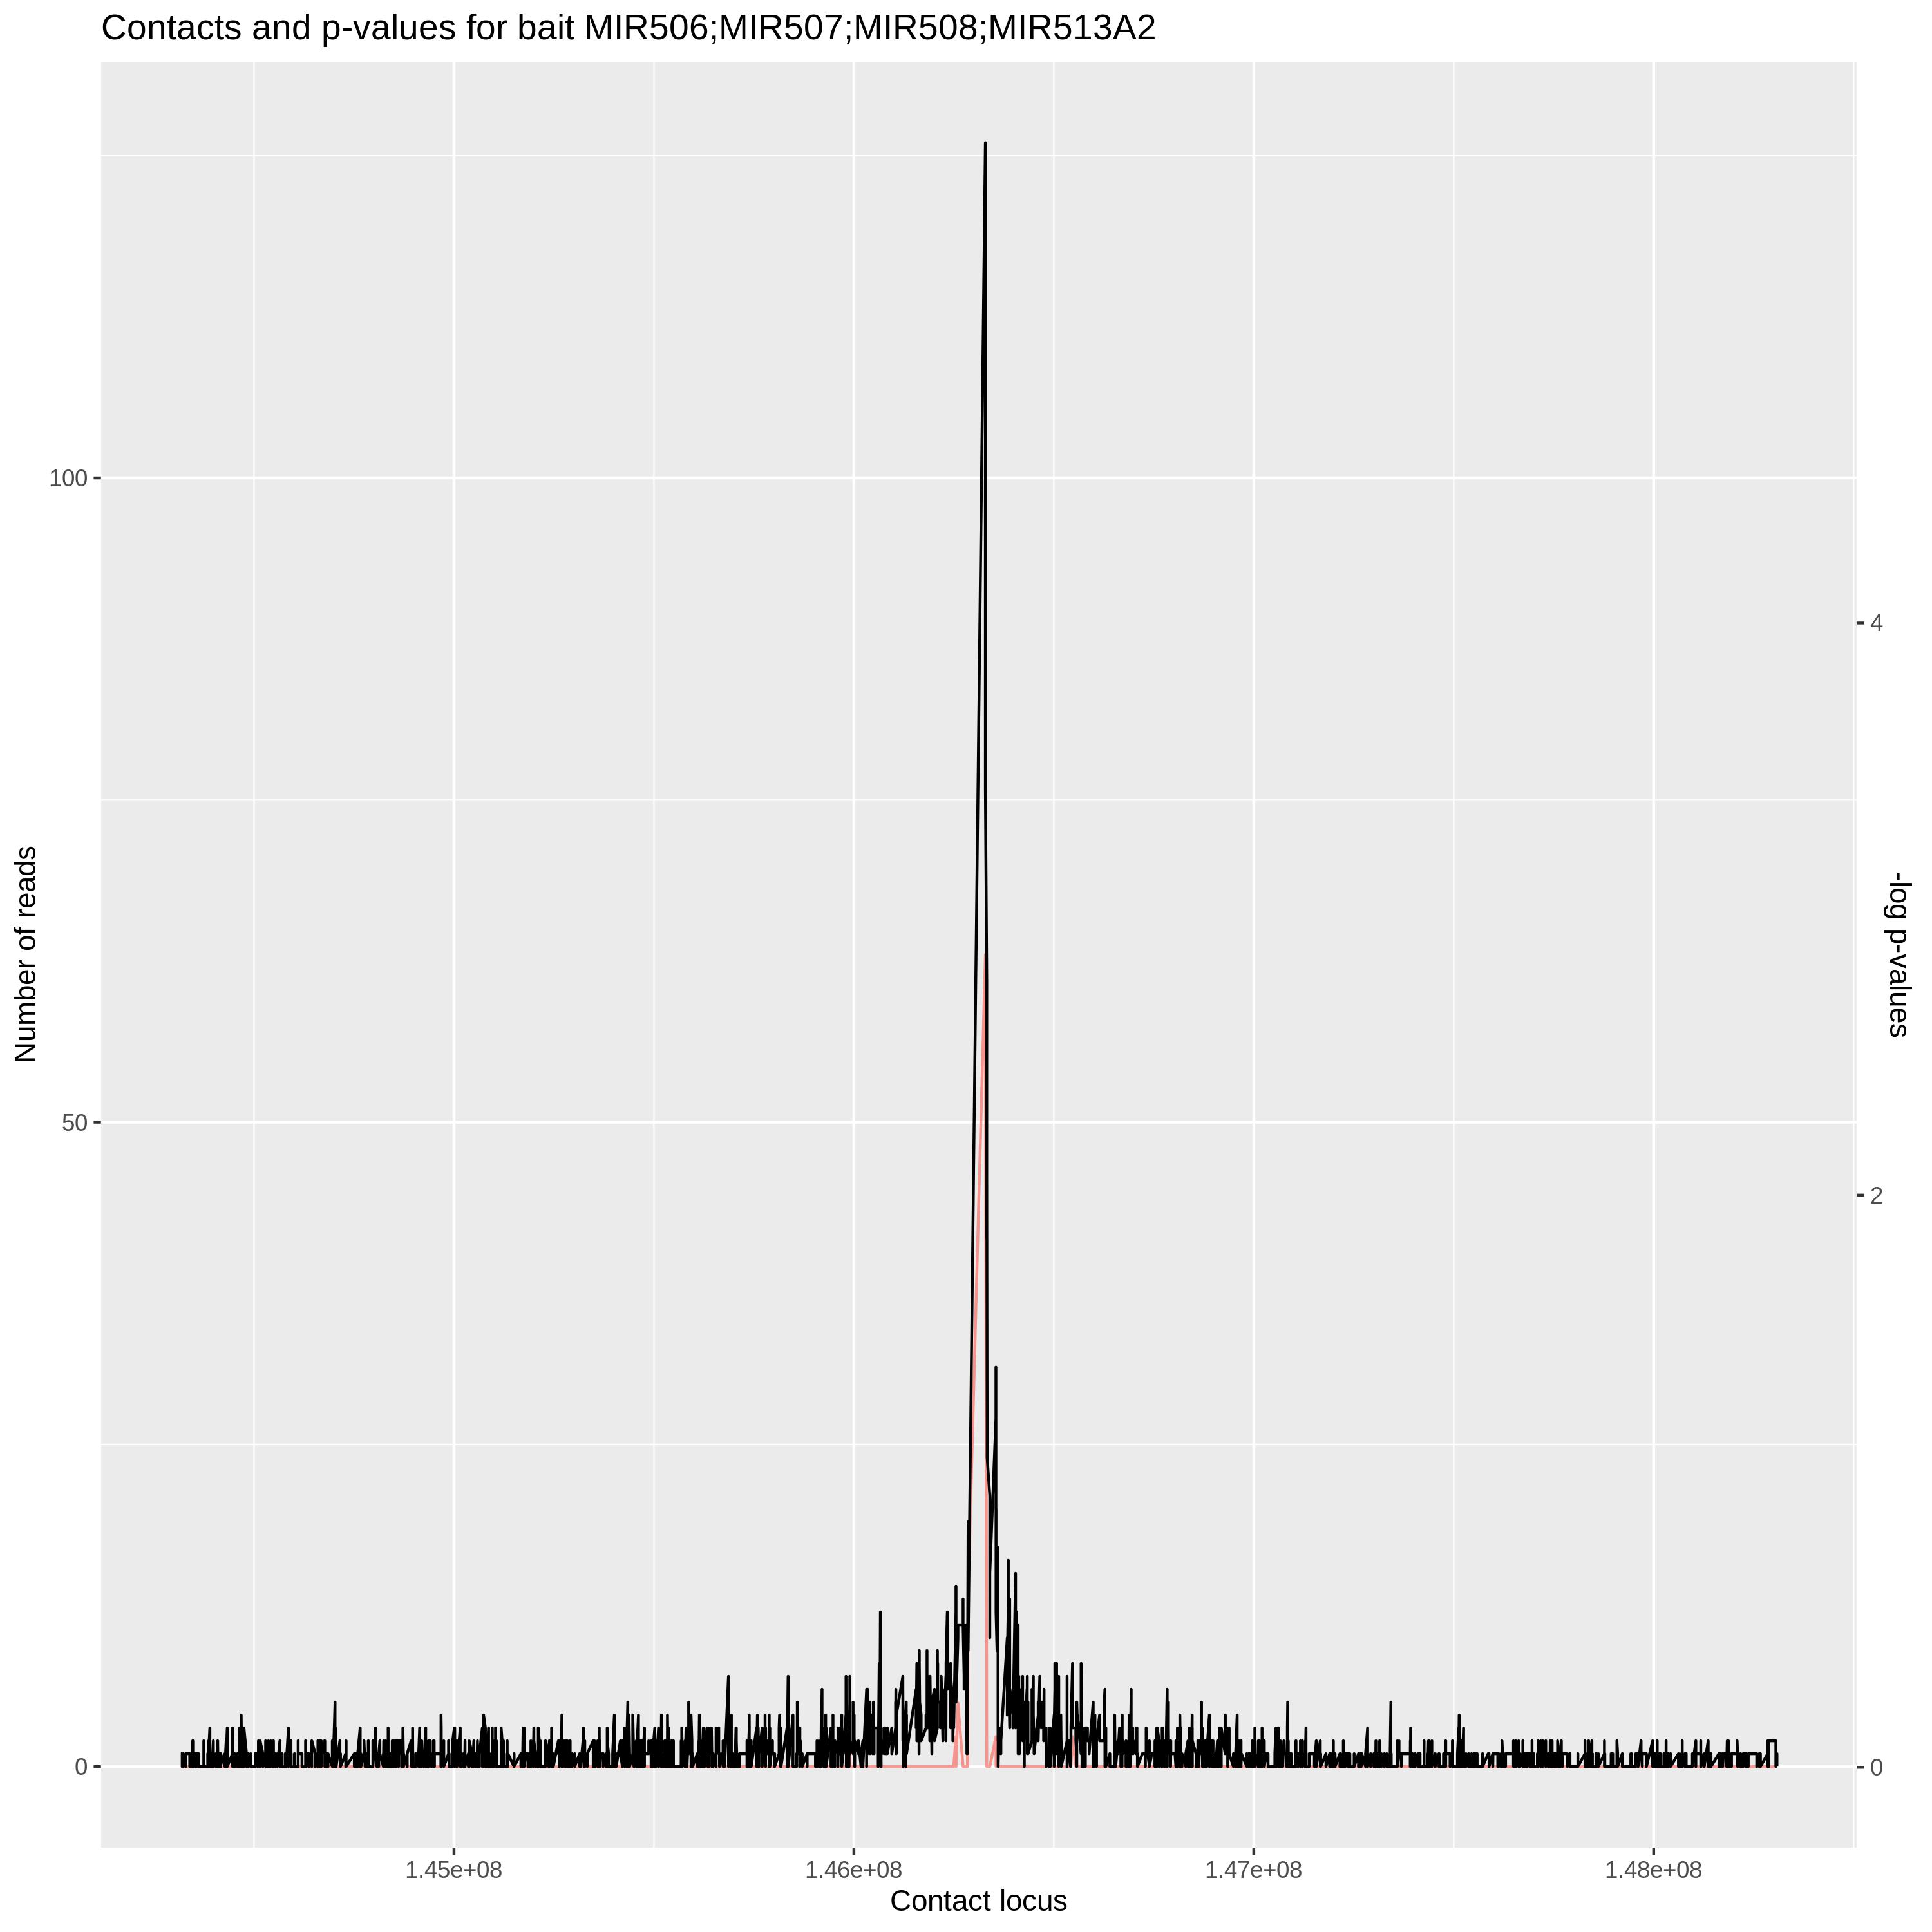 Contacts and p-values for bait MIR506;MIR507;MIR508;MIR513A2
Number of reads
100
50
0
4
2
0
-log p-values
1.45e+08 1.46e+08 1.47e+08 1.48e+08
Contact locus